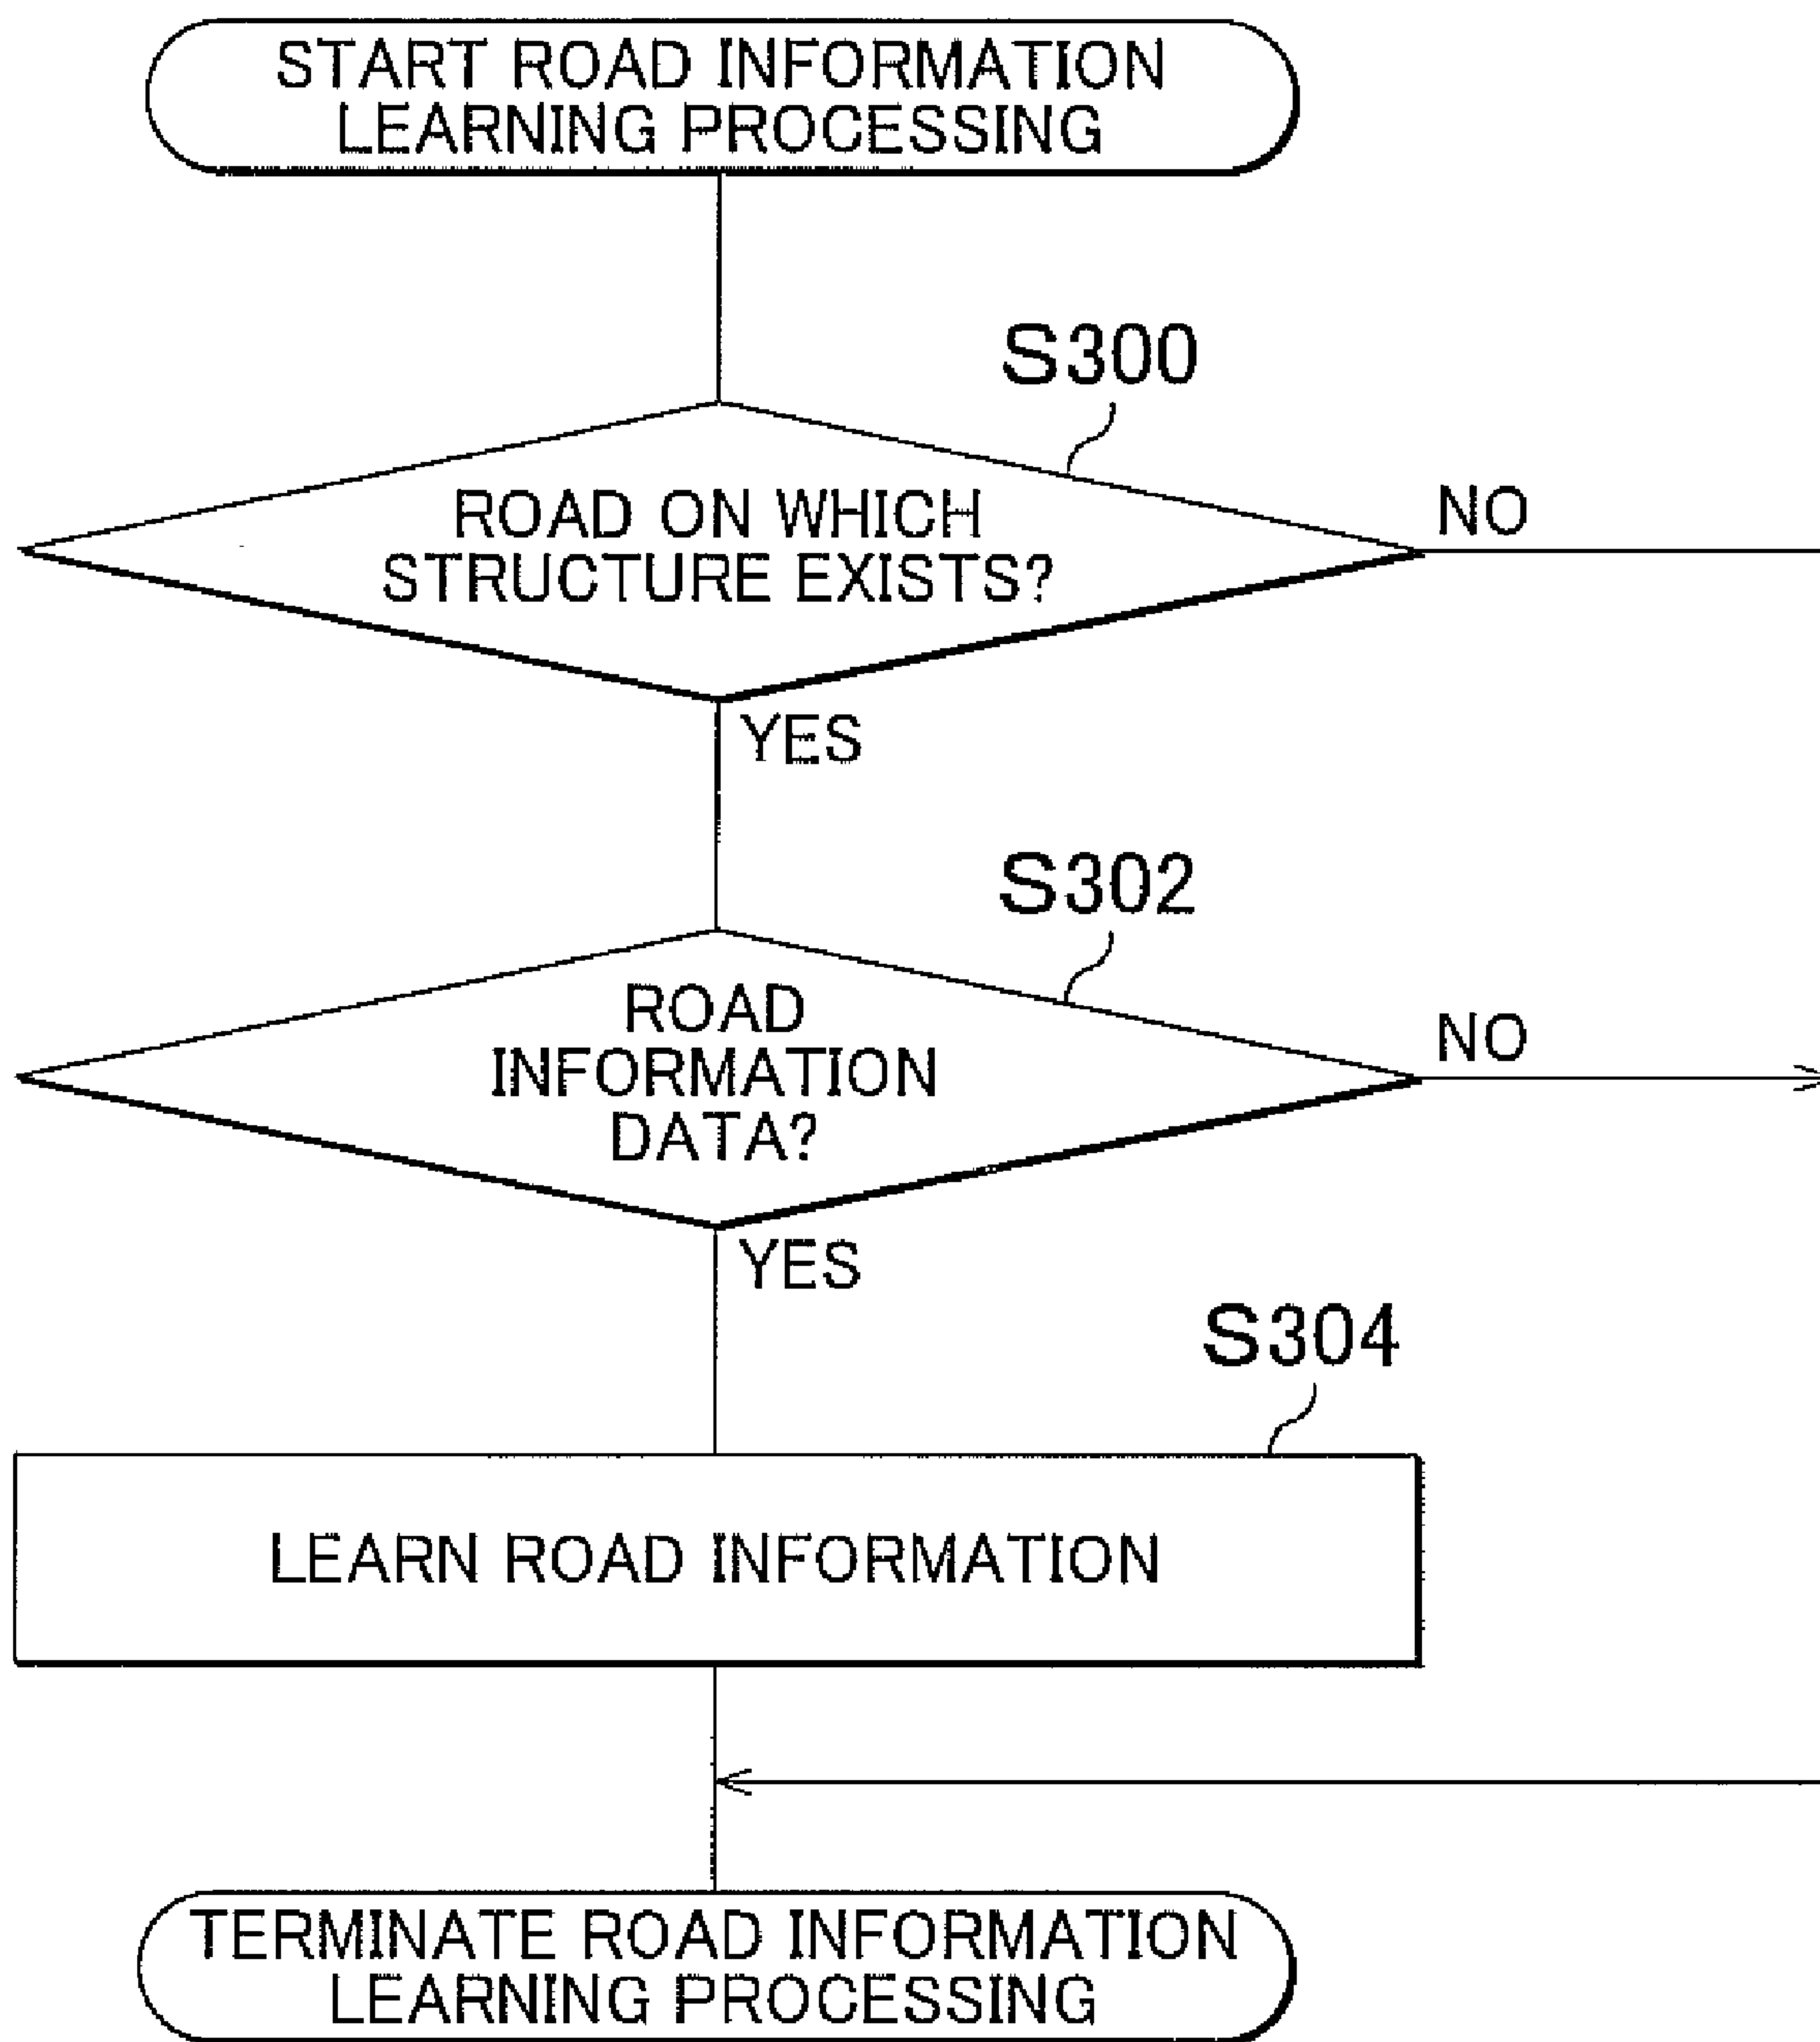 START ROAD INFORMATION
LEARNING PROCESSING
S300
ROAD ON WHICH
STRUCTURE EXISTS?
NO
YES
S302
ROAD
INFORMATION
DATA?
NO
YES
S304
LEARN ROAD INFORMATION
TERMINATE ROAD INFORMATION
LEARNING PROCESSING